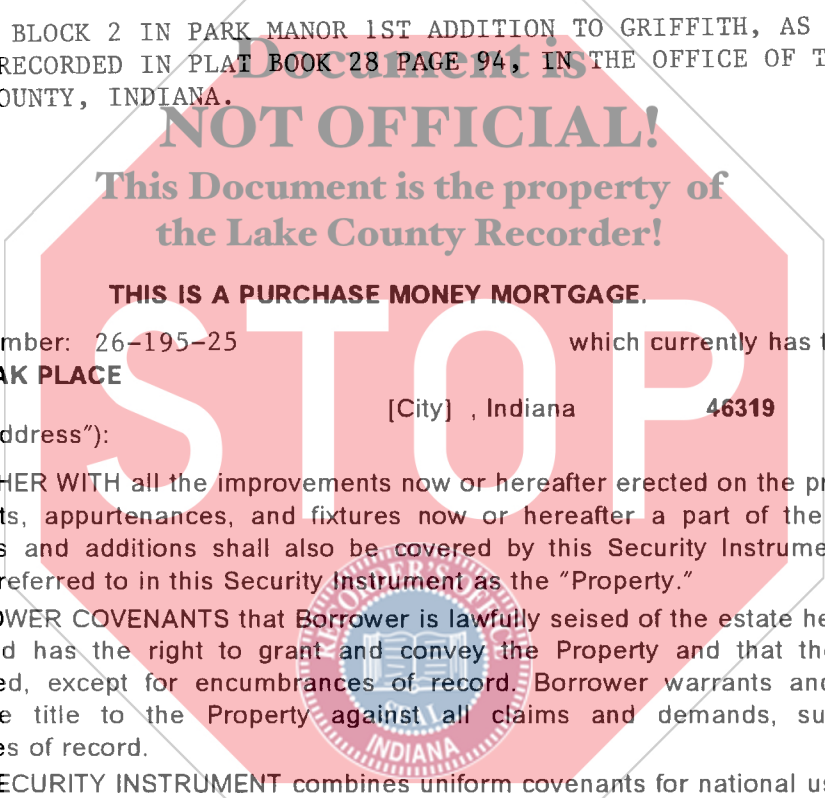 BLOCK 2 IN PARK MANOR 1ST ADDITION TO GRIFFITH, AS
RECORDED IN PLAT BOOK 28 PAGE 94, IN THE OFFICE OF T
OUNTY, INDIANA.
Document is
NOT OFFICIAL!
This Document is the property of
the Lake County Recorder!
THIS IS A PURCHASE MONEY MORTGAGE.
mber: 26-195-25 which currently has t
AK PLACE
[City] , Indiana 46319
ddress"):
HER WITH all the improvements now or hereafter erected on the pr
ts, appurtenances, and fixtures now or hereafter a part of the
s and additions shall also be covered by this Security Instrume
referred to in this Security Instrument as the "Property."
OWER COVENANTS that Borrower is lawfully seised of the estate he
d has the right to grant and convey the Property and that the
ed, except for encumbrances of record. Borrower warrants and
e title to the Property against all claims and demands, su
es of record.
ECURITY INSTRUMENT combines uniform covenants for national us
STOP
RECORDER'S OFFICE
SEAL
INDIANA